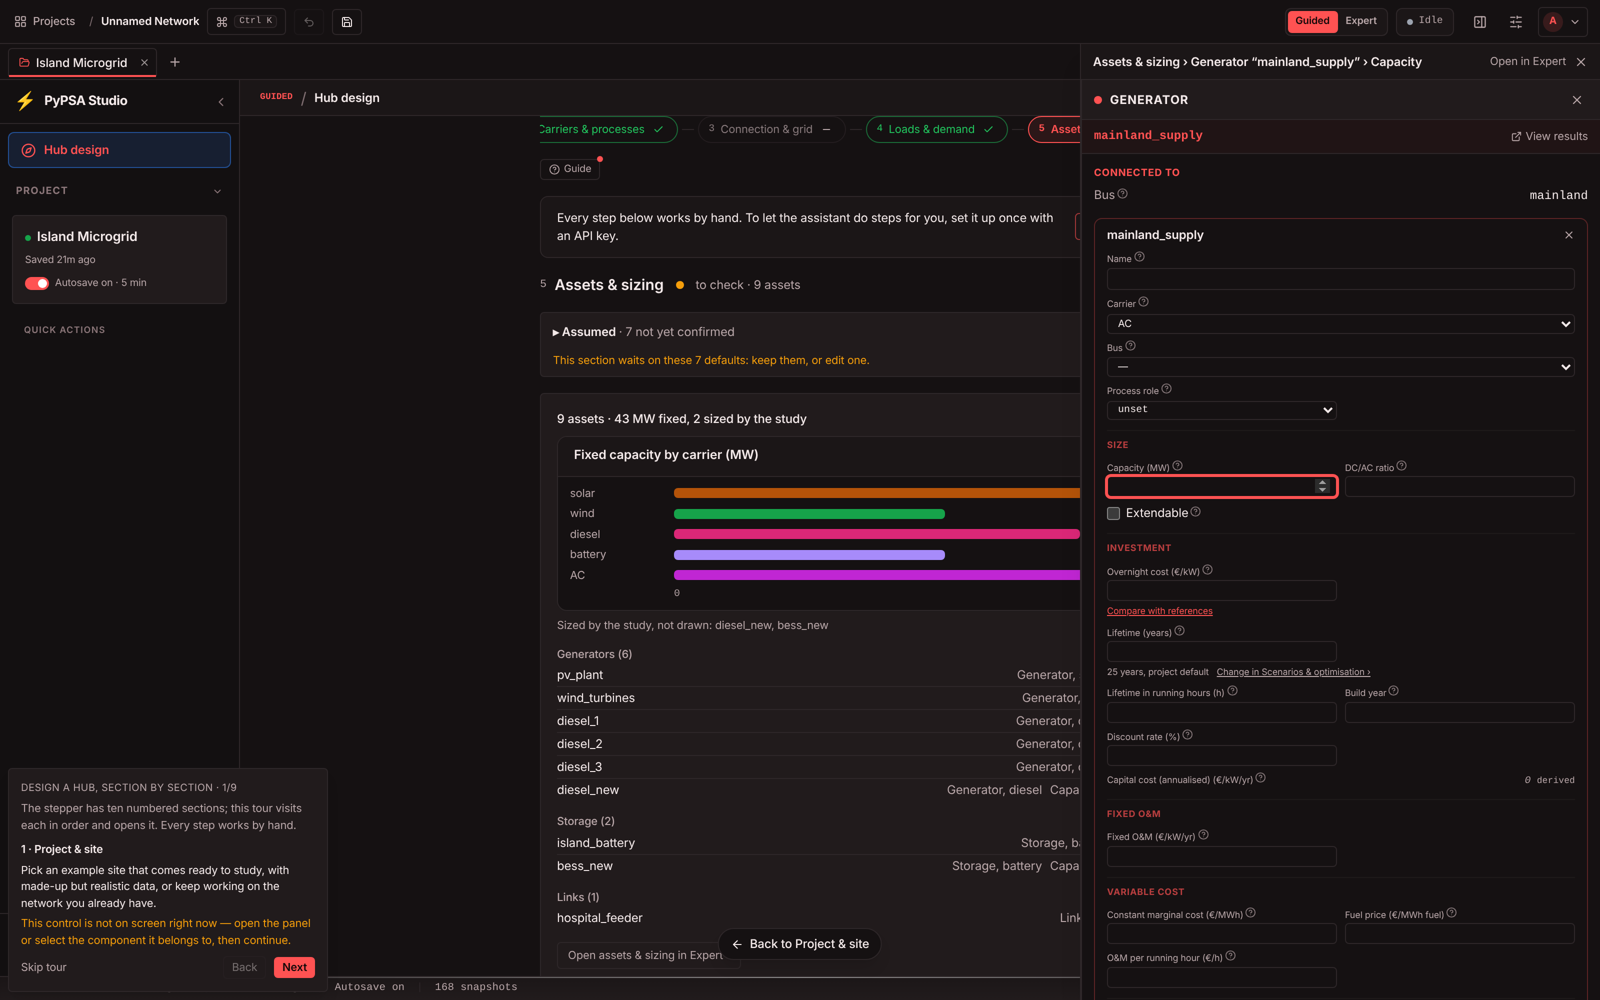 Projects / Unnamed Network ⌘ Ctrl K
Guided Expert Idle A
Island Microgrid × +
PyPSA Studio
Hub design
PROJECT
Island Microgrid
Saved 21m ago
Autosave on · 5 min
QUICK ACTIONS
GUIDED / Hub design
Carriers & processes ✓
3 Connection & grid –
4 Loads & demand ✓
5 Asset
Guide
Every step below works by hand. To let the assistant do steps for you, set it up once with
an API key.
5 Assets & sizing to check · 9 assets
▸ Assumed · 7 not yet confirmed
This section waits on these 7 defaults: keep them, or edit one.
9 assets · 43 MW fixed, 2 sized by the study
Fixed capacity by carrier (MW)
solar
wind
diesel
battery
AC
0
Sized by the study, not drawn: diesel_new, bess_new
Generators (6)
pv_plant Generator,
wind_turbines Generator,
diesel_1 Generator,
diesel_2 Generator,
diesel_3 Generator,
diesel_new Generator, diesel Capa
Storage (2)
island_battery Storage, ba
bess_new Storage, battery Capa
Links (1)
hospital_feeder Link
Open assets & sizing in Expert
← Back to Project & site
DESIGN A HUB, SECTION BY SECTION · 1/9
The stepper has ten numbered sections; this tour visits
each in order and opens it. Every step works by hand.
1 · Project & site
Pick an example site that comes ready to study, with
made-up but realistic data, or keep working on the
network you already have.
This control is not on screen right now — open the panel
or select the component it belongs to, then continue.
Skip tour Back Next
Autosave on 168 snapshots
Assets & sizing › Generator “mainland_supply” › Capacity Open in Expert ×
GENERATOR ×
mainland_supply View results
CONNECTED TO
Bus mainland
mainland_supply ×
Name
Carrier
AC
Bus
—
Process role
unset
SIZE
Capacity (MW) DC/AC ratio
Extendable
INVESTMENT
Overnight cost (€/kW)
Compare with references
Lifetime (years)
25 years, project default Change in Scenarios & optimisation ›
Lifetime in running hours (h) Build year
Discount rate (%)
Capital cost (annualised) (€/kW/yr) 0 derived
FIXED O&M
Fixed O&M (€/kW/yr)
VARIABLE COST
Constant marginal cost (€/MWh) Fuel price (€/MWh fuel)
O&M per running hour (€/h)